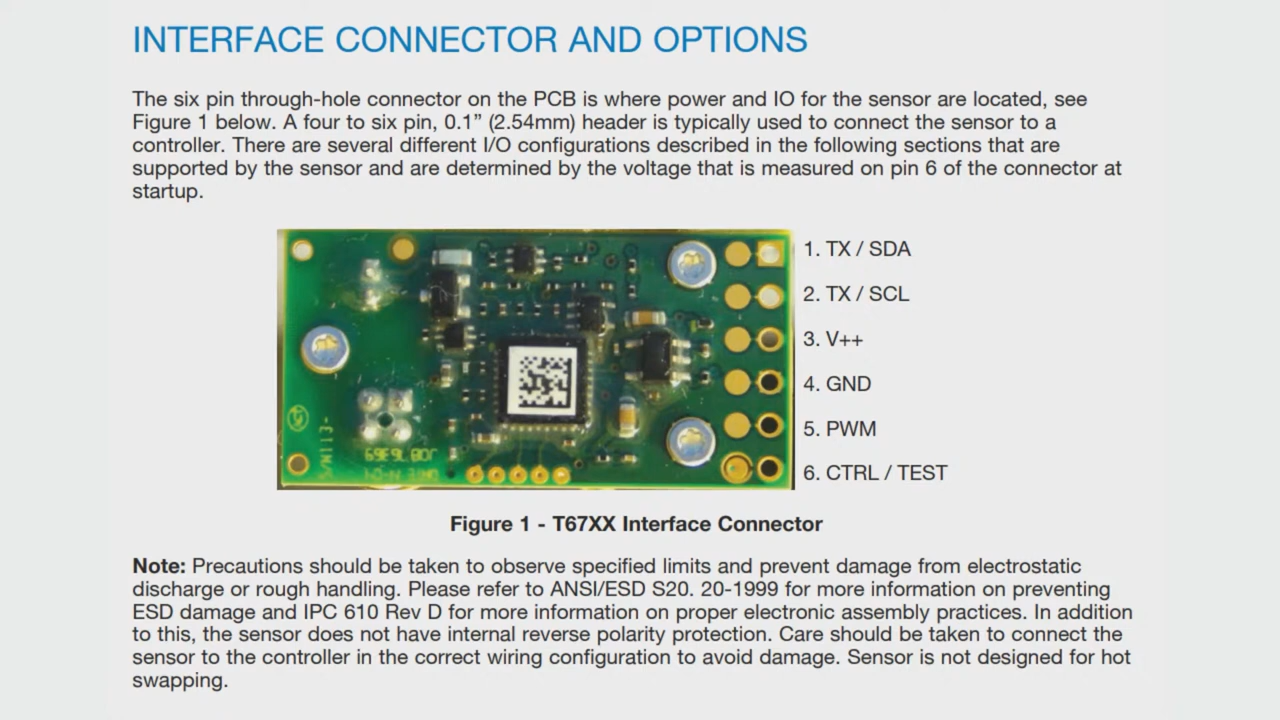 INTERFACE CONNECTOR AND OPTIONS
The six pin through-hole connector on the PCB is where power and IO for the sensor are located, see
Figure 1 below. A four to six pin, 0.1” (2.54mm) header is typically used to connect the sensor to a
controller. There are several different I/O configurations described in the following sections that are
supported by the sensor and are determined by the voltage that is measured on pin 6 of the connector at
startup.
1. TX / SDA
2. TX / SCL
3. V++
4. GND
5. PWM
6. CTRL / TEST
S/N113-
Figure 1 - T67XX Interface Connector
Note: Precautions should be taken to observe specified limits and prevent damage from electrostatic
discharge or rough handling. Please refer to ANSI/ESD S20. 20-1999 for more information on preventing
ESD damage and IPC 610 Rev D for more information on proper electronic assembly practices. In addition
to this, the sensor does not have internal reverse polarity protection. Care should be taken to connect the
sensor to the controller in the correct wiring configuration to avoid damage. Sensor is not designed for hot
swapping.